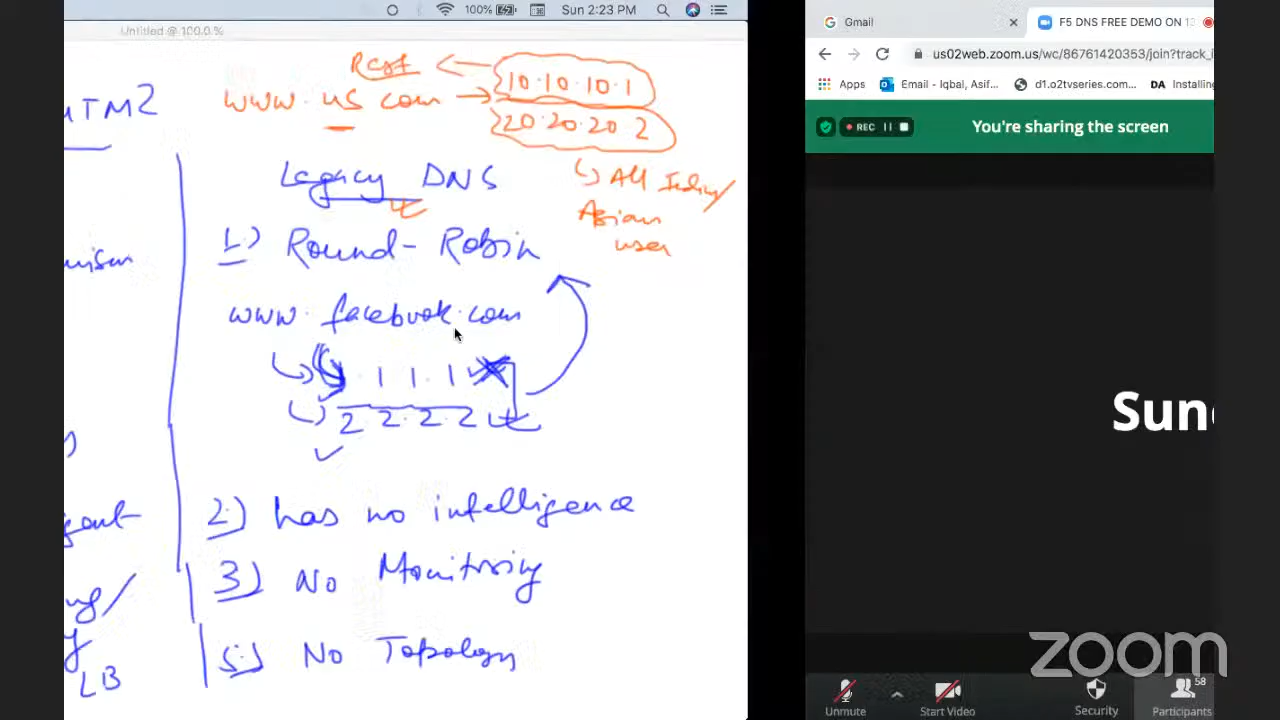 100% Sun 2:23 PM
Untitled @ 100.0%
Rest ← 10.10.10.1
www.us.com → 20.20.20.2
Legacy DNS
↳ All Indian/
Asian
user
1.) Round-Robin
www.facebook.com
↳ 1.1.1
↳ 2.2.2.2
2.) has no intelligence
3.) No Monitoring
5.) No Topology
LB
Gmail
F5 DNS FREE DEMO ON 13
us02web.zoom.us/wc/86761420353/join?track_i
Apps
Email - Iqbal, Asif...
d1.o2tvseries.com...
DA Installing
REC
You're sharing the screen
Sun
zoom
Unmute
Start Video
Security
Participants
58